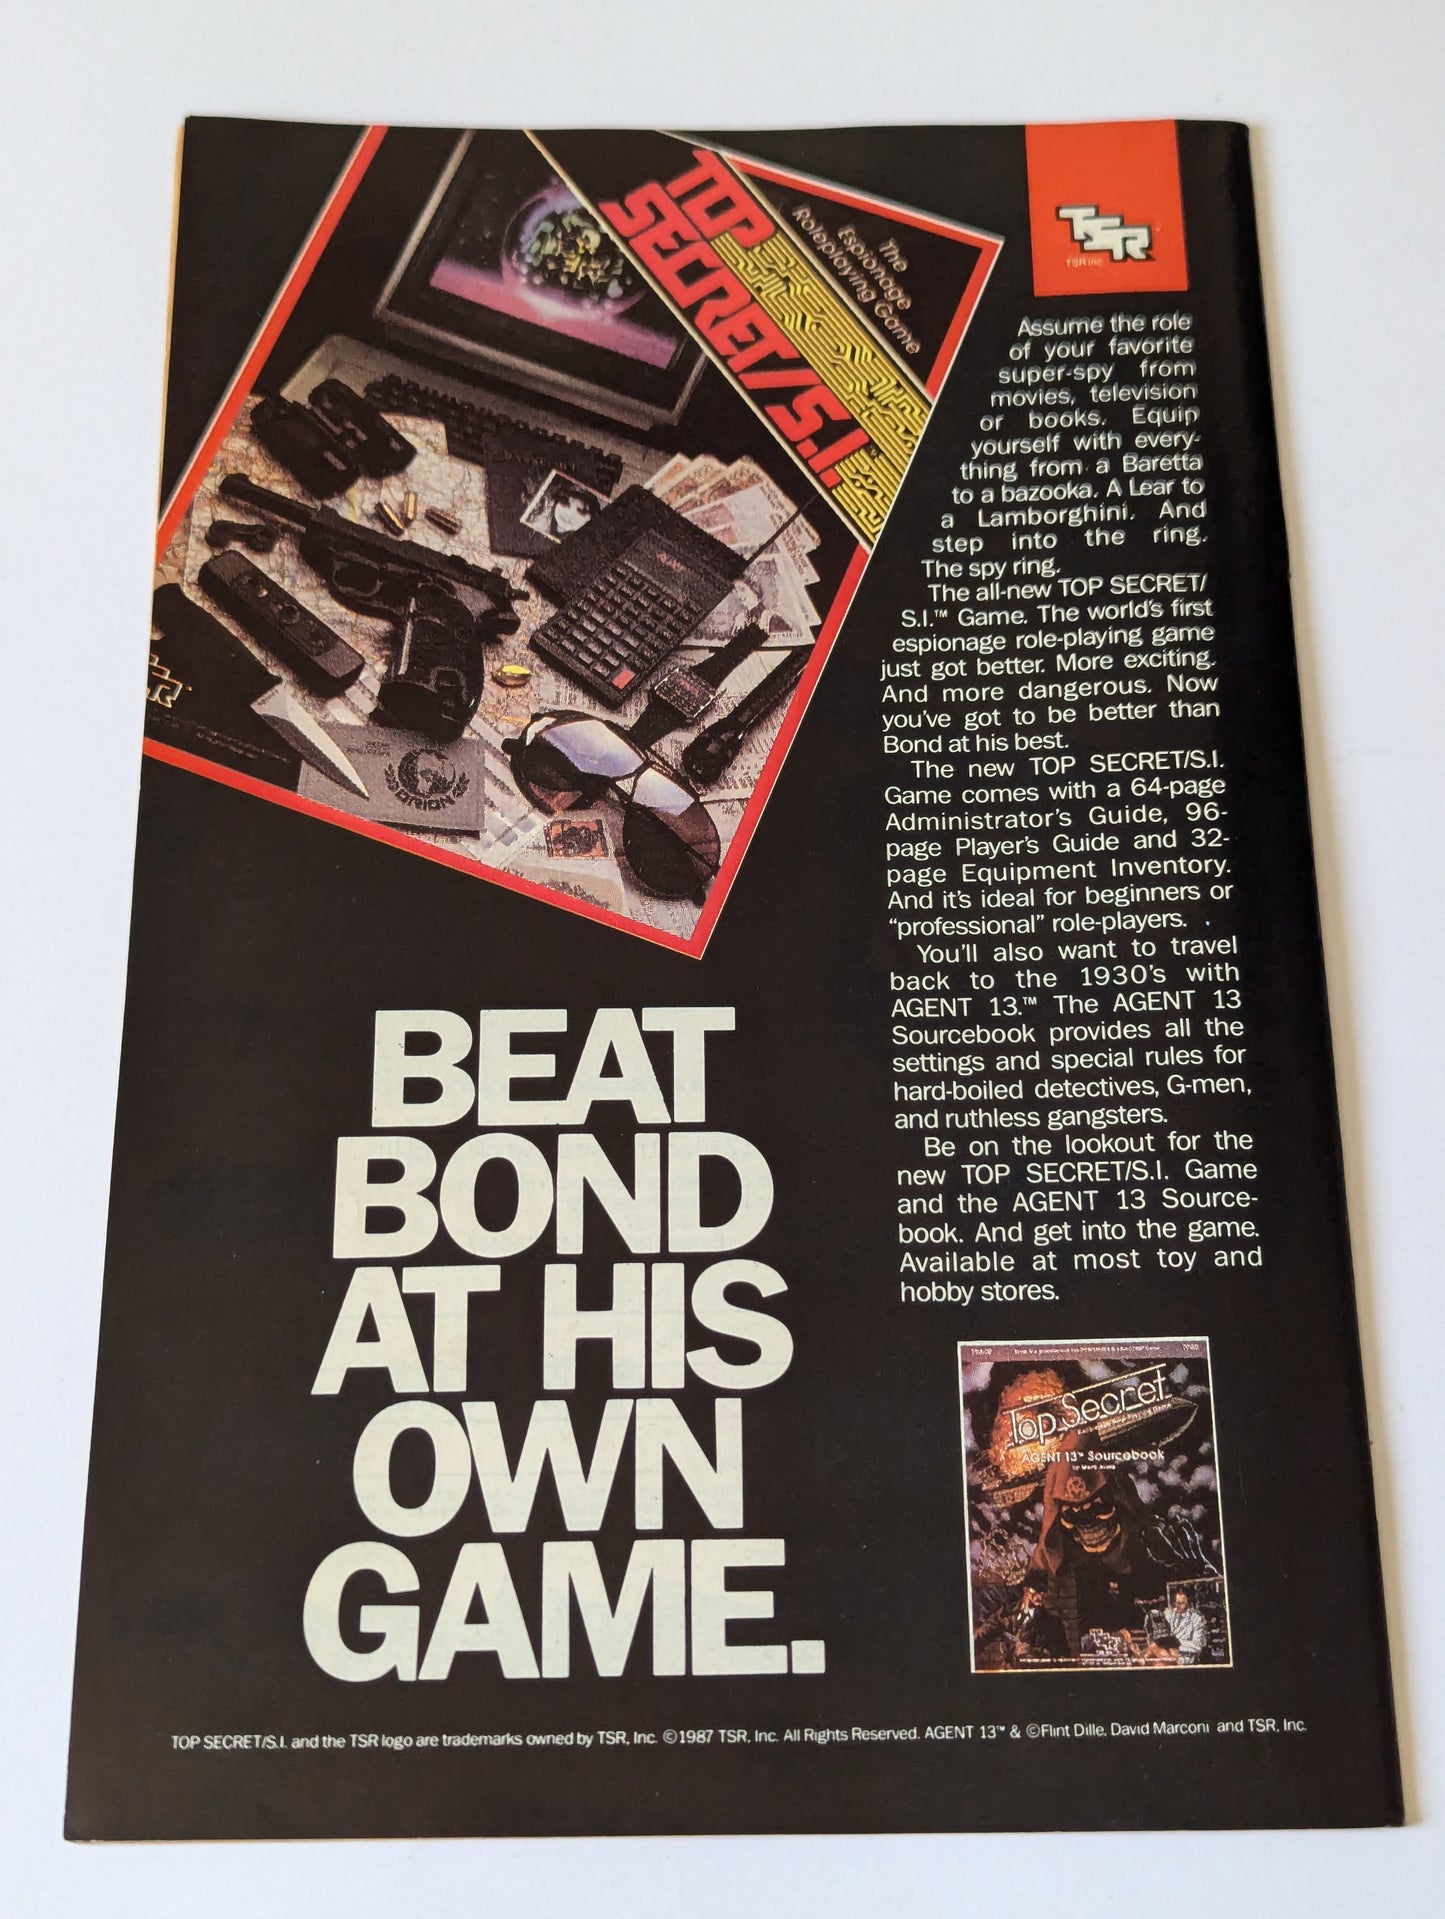 TOP
SECRET/S.I.
The
Espionage
Roleplaying Game
ORION
TSR
TSR Inc
Assume the role
of your favorite
super-spy from
movies, television
or books. Equip
yourself with every-
thing from a Baretta
to a bazooka. A Lear to
a Lamborghini. And
step into the ring.
The spy ring.
The all-new TOP SECRET/
S.I.™ Game. The world's first
espionage role-playing game
just got better. More exciting.
And more dangerous. Now
you've got to be better than
Bond at his best.
The new TOP SECRET/S.I.
Game comes with a 64-page
Administrator's Guide, 96-
page Player's Guide and 32-
page Equipment Inventory.
And it's ideal for beginners or
“professional” role-players.
You'll also want to travel
back to the 1930's with
AGENT 13.™ The AGENT 13
Sourcebook provides all the
settings and special rules for
hard-boiled detectives, G-men,
and ruthless gangsters.
Be on the lookout for the
new TOP SECRET/S.I. Game
and the AGENT 13 Source-
book. And get into the game.
Available at most toy and
hobby stores.
BEAT
BOND
AT HIS
OWN
GAME.
Top Secret
AGENT 13™ Sourcebook
TOP SECRET/S.I. and the TSR logo are trademarks owned by TSR, Inc. ©1987 TSR, Inc. All Rights Reserved. AGENT 13™ & ©Flint Dille, David Marconi and TSR, Inc.